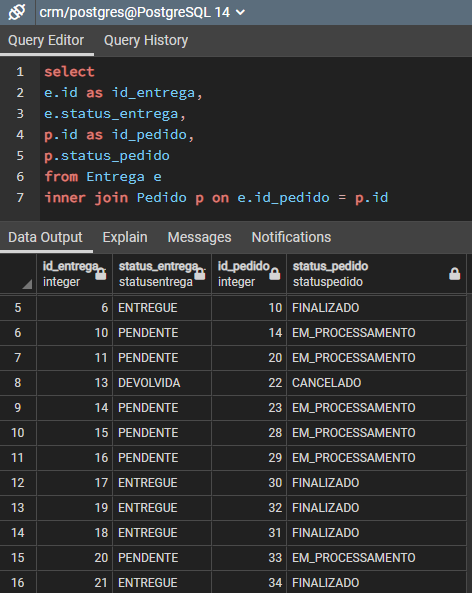 crm/postgres@PostgreSQL 14
Query Editor Query History
1 select
2 e.id as id_entrega,
3 e.status_entrega,
4 p.id as id_pedido,
5 p.status_pedido
6 from Entrega e
7 inner join Pedido p on e.id_pedido = p.id
Data Output Explain Messages Notifications
id_entrega status_entrega id_pedido status_pedido
integer statusentrega integer statuspedido
5 6 ENTREGUE 10 FINALIZADO
6 10 PENDENTE 14 EM_PROCESSAMENTO
7 11 PENDENTE 20 EM_PROCESSAMENTO
8 13 DEVOLVIDA 22 CANCELADO
9 14 PENDENTE 23 EM_PROCESSAMENTO
10 15 PENDENTE 28 EM_PROCESSAMENTO
11 16 PENDENTE 29 EM_PROCESSAMENTO
12 17 ENTREGUE 30 FINALIZADO
13 19 ENTREGUE 32 FINALIZADO
14 18 ENTREGUE 31 FINALIZADO
15 20 PENDENTE 33 EM_PROCESSAMENTO
16 21 ENTREGUE 34 FINALIZADO